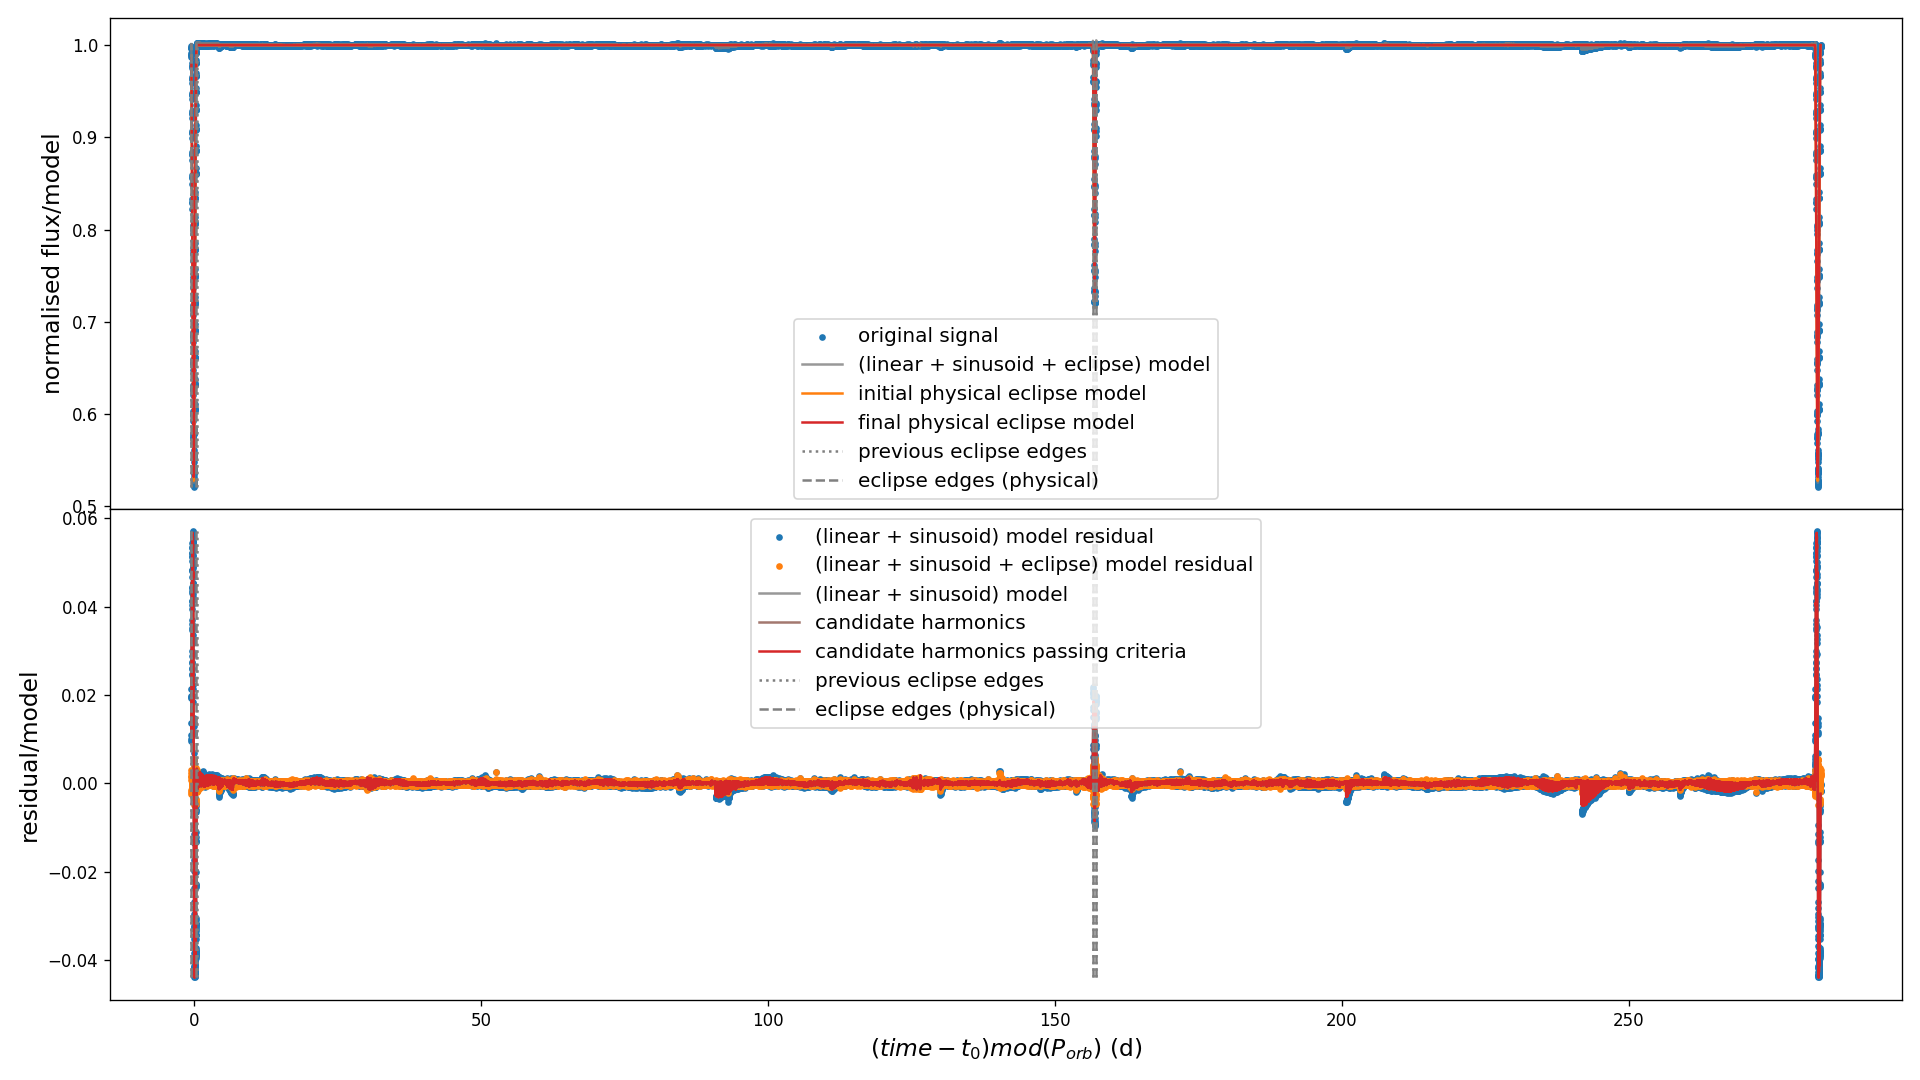 normalised flux/model
1.0
0.9
0.8
0.7
0.6
0.5
original signal
(linear + sinusoid + eclipse) model
initial physical eclipse model
final physical eclipse model
previous eclipse edges
eclipse edges (physical)
residual/model
0.06
0.04
0.02
0.00
−0.02
−0.04
(linear + sinusoid) model residual
(linear + sinusoid + eclipse) model residual
(linear + sinusoid) model
candidate harmonics
candidate harmonics passing criteria
previous eclipse edges
eclipse edges (physical)
0 50 100 150 200 250
(time − t₀)mod(Pₒᵣb) (d)